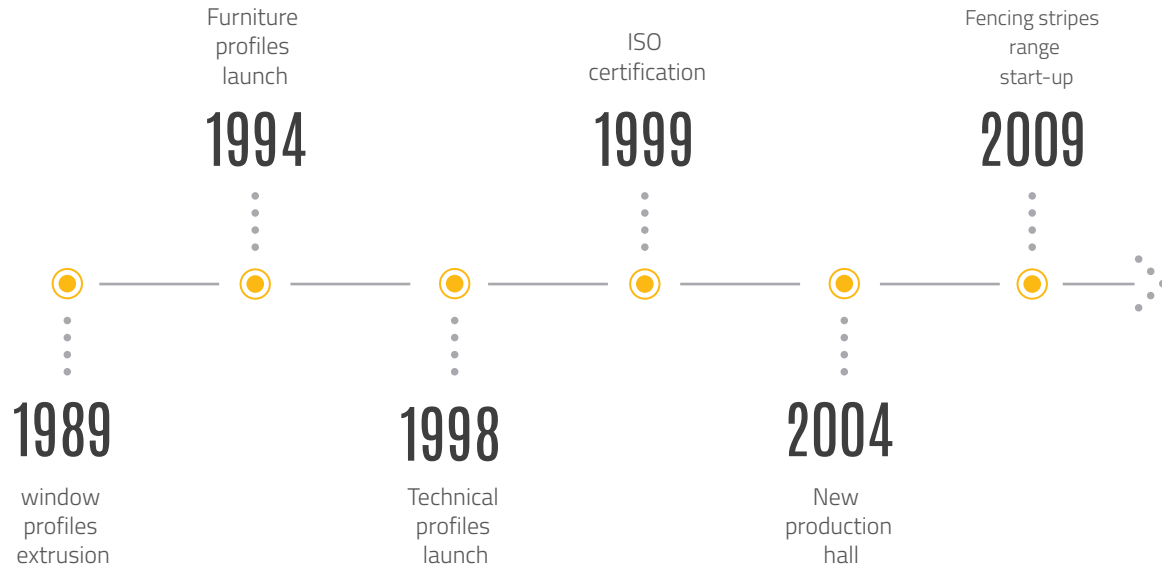 Furniture
profiles
launch
1994
ISO
certification
1999
Fencing stripes
range
start-up
2009
1989
window
profiles
extrusion
1998
Technical
profiles
launch
2004
New
production
hall